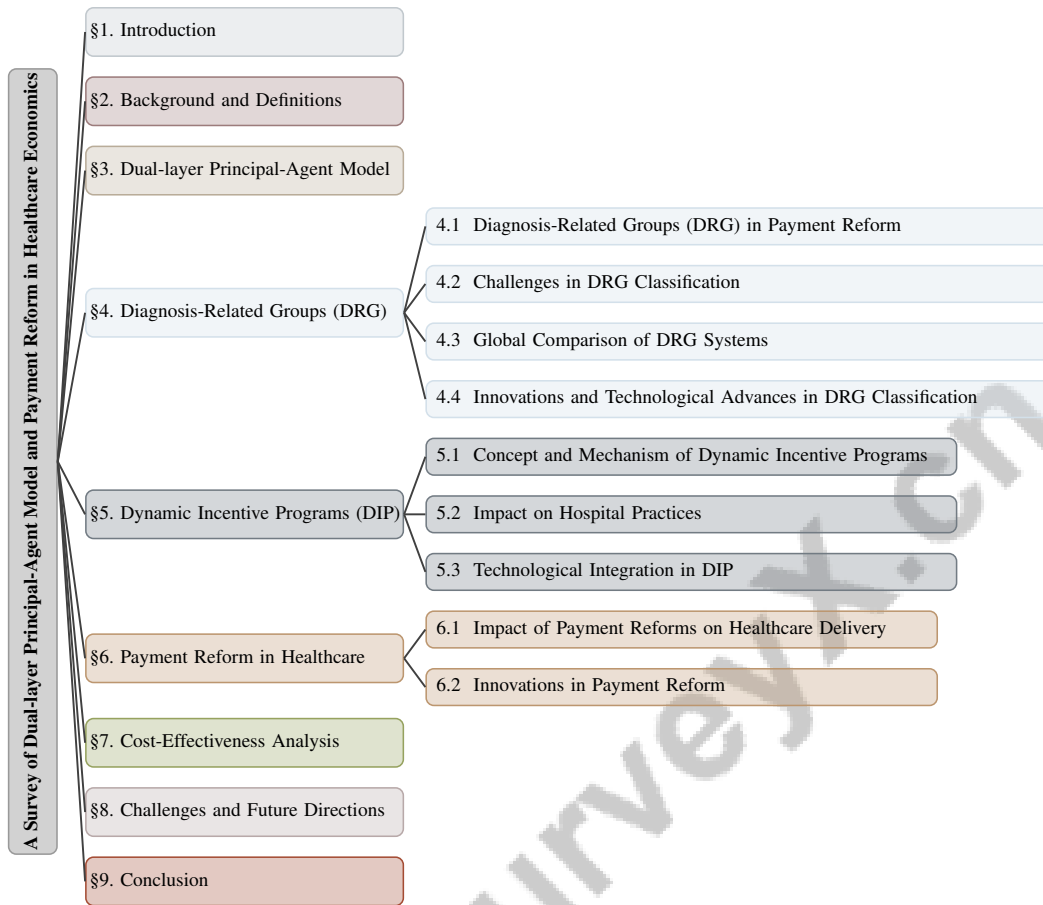 A Survey of Dual-layer Principal-Agent Model and Payment Reform in Healthcare Economics
§1. Introduction
§2. Background and Definitions
§3. Dual-layer Principal-Agent Model
§4. Diagnosis-Related Groups (DRG)
4.1 Diagnosis-Related Groups (DRG) in Payment Reform
4.2 Challenges in DRG Classification
4.3 Global Comparison of DRG Systems
4.4 Innovations and Technological Advances in DRG Classification
§5. Dynamic Incentive Programs (DIP)
5.1 Concept and Mechanism of Dynamic Incentive Programs
5.2 Impact on Hospital Practices
5.3 Technological Integration in DIP
§6. Payment Reform in Healthcare
6.1 Impact of Payment Reforms on Healthcare Delivery
6.2 Innovations in Payment Reform
§7. Cost-Effectiveness Analysis
§8. Challenges and Future Directions
§9. Conclusion
urveyx.cn